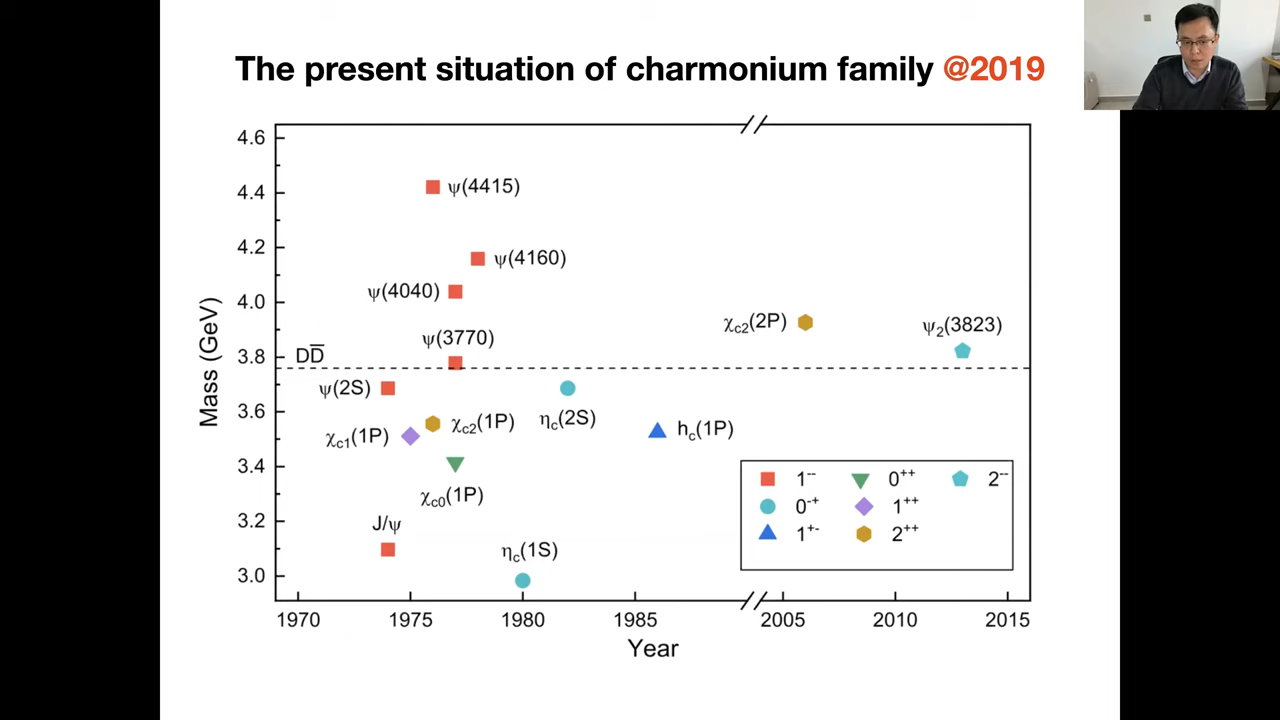 The present situation of charmonium family @2019
4.6
4.4
4.2
4.0
3.8
3.6
3.4
3.2
3.0
Mass (GeV)
ψ(4415)
ψ(4160)
ψ(4040)
χc2(2P)
ψ2(3823)
ψ(3770)
DD̅
ψ(2S)
ηc(2S)
χc2(1P)
hc(1P)
χc1(1P)
χc0(1P)
J/ψ
ηc(1S)
1-- 0++ 2--
0-+ 1++
1+- 2++
1970 1975 1980 1985 2005 2010 2015
Year